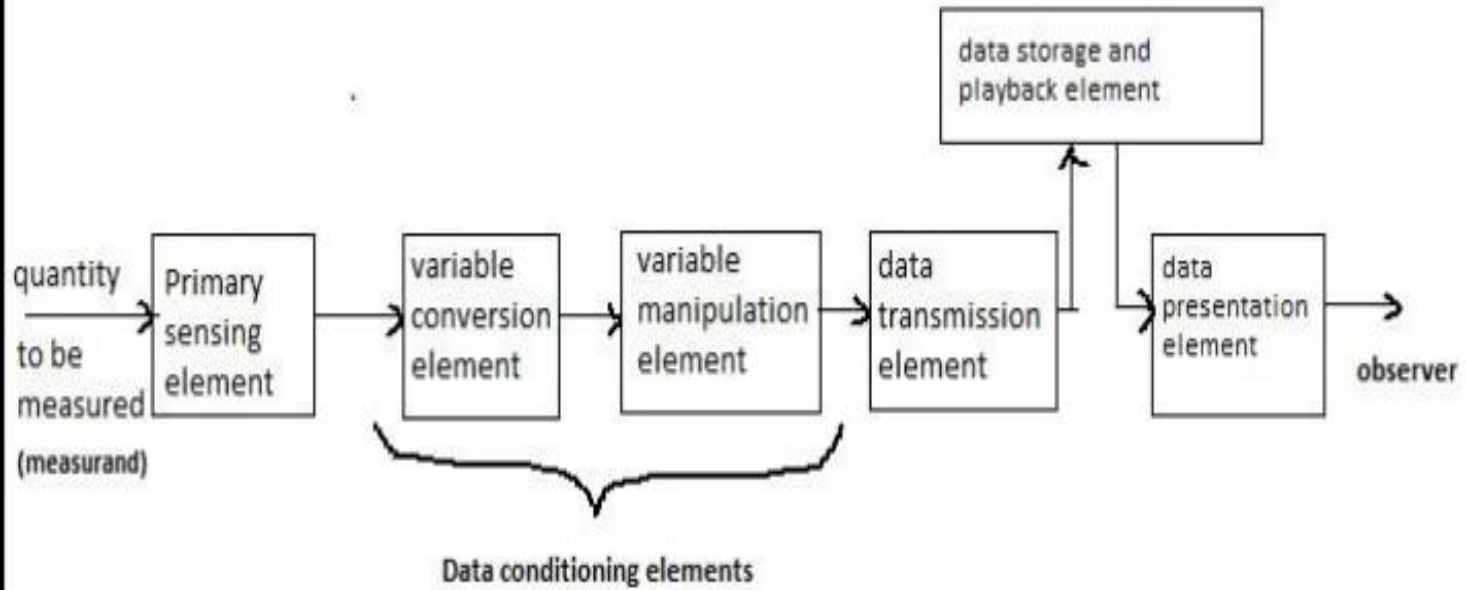 data storage and
playback element
quantity
to be
measured
(measurand)
Primary
sensing
element
variable
conversion
element
variable
manipulation
element
data
transmission
element
data
presentation
element
observer
Data conditioning elements